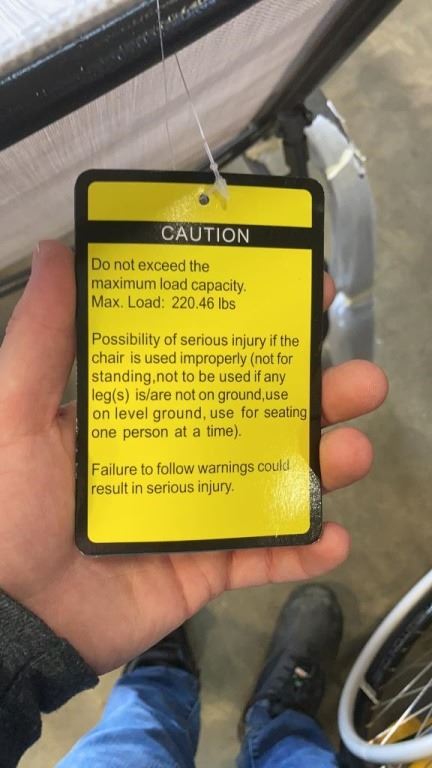 CAUTION
Do not exceed the
maximum load capacity.
Max. Load: 220.46 lbs
Possibility of serious injury if the
chair is used improperly (not for
standing,not to be used if any
leg(s) is/are not on ground,use
on level ground, use for seating
one person at a time).
Failure to follow warnings could
result in serious injury.